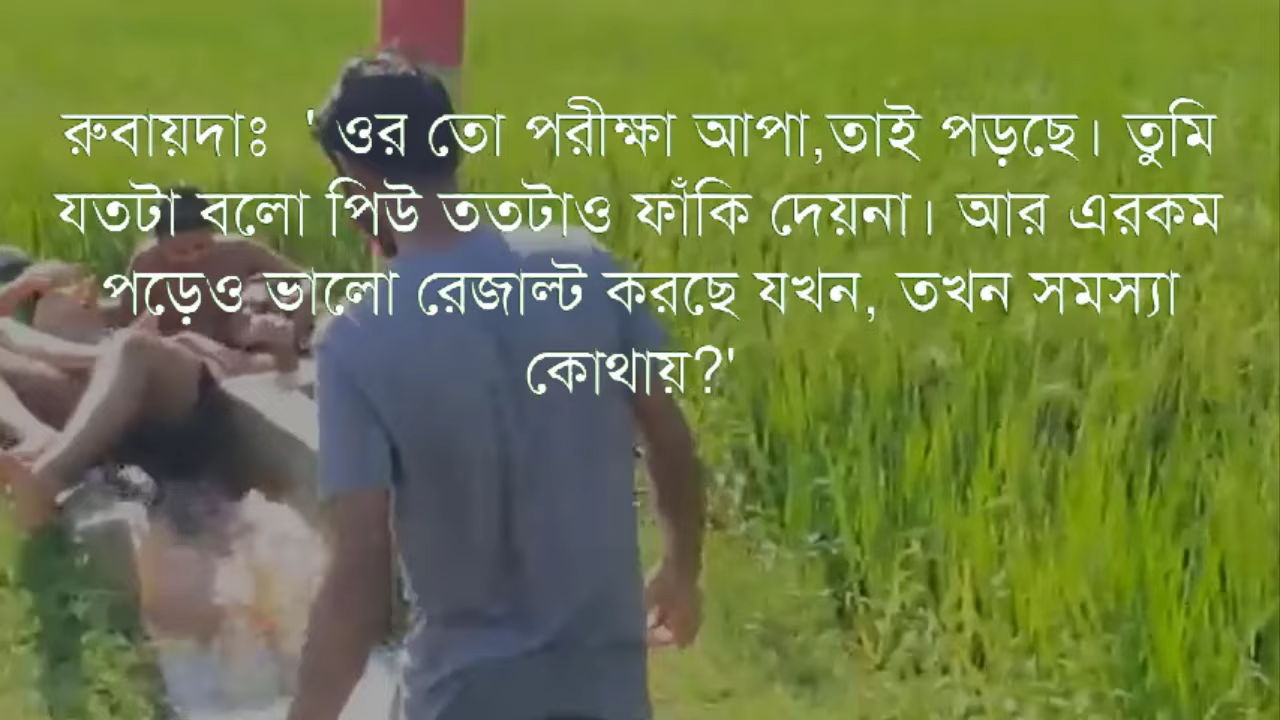 রুবায়দাঃ ' ওর তো পরীক্ষা আপা,তাই পড়ছে। তুমি
যতটা বলো পিউ ততটাও ফাঁকি দেয়না। আর এরকম
পড়েও ভালো রেজাল্ট করছে যখন, তখন সমস্যা
কোথায়?'